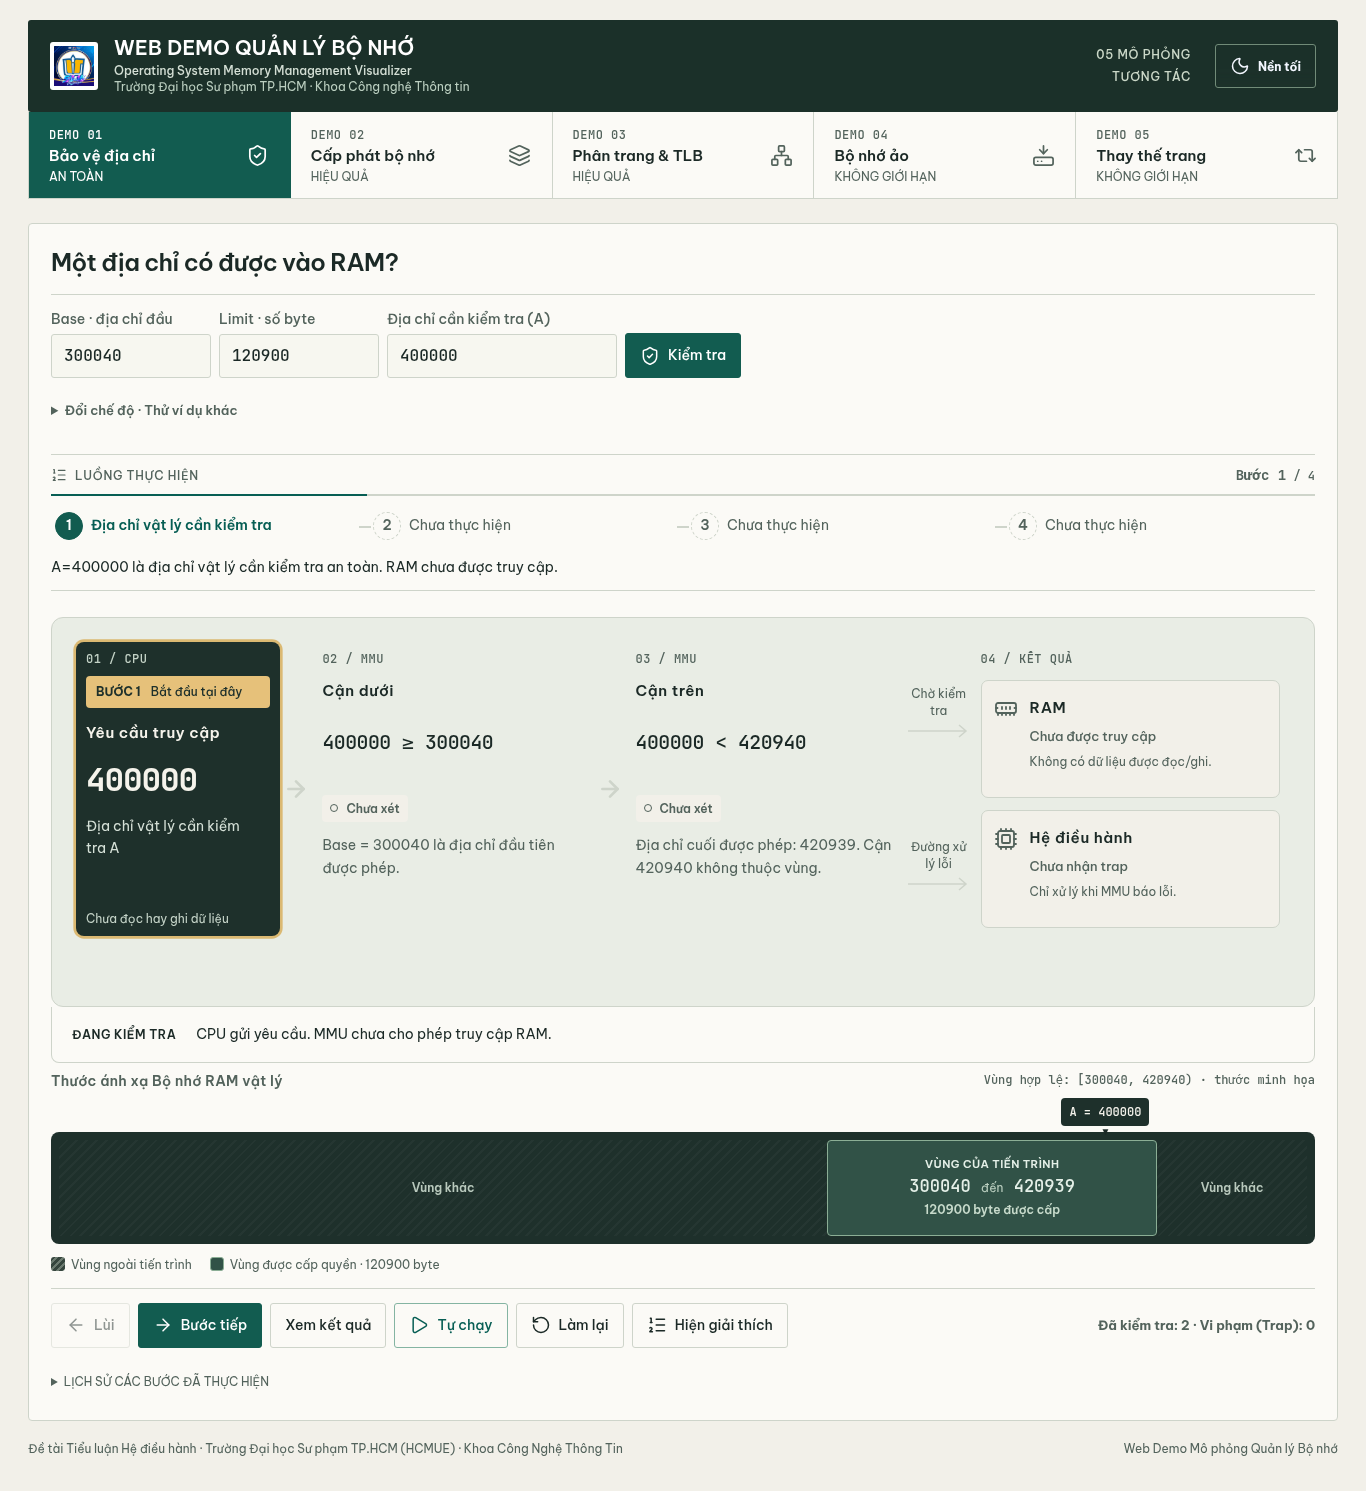 WEB DEMO QUẢN LÝ BỘ NHỚ
Operating System Memory Management Visualizer
Trường Đại học Sư phạm TP.HCM · Khoa Công nghệ Thông tin
05 MÔ PHỎNG
TƯƠNG TÁC
Nền tối
DEMO 01
Bảo vệ địa chỉ
AN TOÀN
DEMO 02
Cấp phát bộ nhớ
HIỆU QUẢ
DEMO 03
Phân trang & TLB
HIỆU QUẢ
DEMO 04
Bộ nhớ ảo
KHÔNG GIỚI HẠN
DEMO 05
Thay thế trang
KHÔNG GIỚI HẠN
Một địa chỉ có được vào RAM?
Base · địa chỉ đầu
Limit · số byte
Địa chỉ cần kiểm tra (A)
300040
120900
400000
Kiểm tra
Đổi chế độ · Thử ví dụ khác
LUỒNG THỰC HIỆN
Bước 1 / 4
1 Địa chỉ vật lý cần kiểm tra
2 Chưa thực hiện
3 Chưa thực hiện
4 Chưa thực hiện
A=400000 là địa chỉ vật lý cần kiểm tra an toàn. RAM chưa được truy cập.
01 / CPU
BƯỚC 1 Bắt đầu tại đây
Yêu cầu truy cập
400000
Địa chỉ vật lý cần kiểm
tra A
Chưa đọc hay ghi dữ liệu
02 / MMU
Cận dưới
400000 ≥ 300040
Chưa xét
Base = 300040 là địa chỉ đầu tiên
được phép.
03 / MMU
Cận trên
400000 < 420940
Chưa xét
Địa chỉ cuối được phép: 420939. Cận
420940 không thuộc vùng.
Chờ kiểm
tra
Đường xử
lý lỗi
04 / KẾT QUẢ
RAM
Chưa được truy cập
Không có dữ liệu được đọc/ghi.
Hệ điều hành
Chưa nhận trap
Chỉ xử lý khi MMU báo lỗi.
ĐANG KIỂM TRA CPU gửi yêu cầu. MMU chưa cho phép truy cập RAM.
Thước ánh xạ Bộ nhớ RAM vật lý
Vùng hợp lệ: [300040, 420940) · thước minh họa
A = 400000
Vùng khác
VÙNG CỦA TIẾN TRÌNH
300040 đến 420939
120900 byte được cấp
Vùng khác
Vùng ngoài tiến trình
Vùng được cấp quyền · 120900 byte
Lùi
Bước tiếp
Xem kết quả
Tự chạy
Làm lại
Hiện giải thích
Đã kiểm tra: 2 · Vi phạm (Trap): 0
LỊCH SỬ CÁC BƯỚC ĐÃ THỰC HIỆN
Đề tài Tiểu luận Hệ điều hành · Trường Đại học Sư phạm TP.HCM (HCMUE) · Khoa Công Nghệ Thông Tin
Web Demo Mô phỏng Quản lý Bộ nhớ